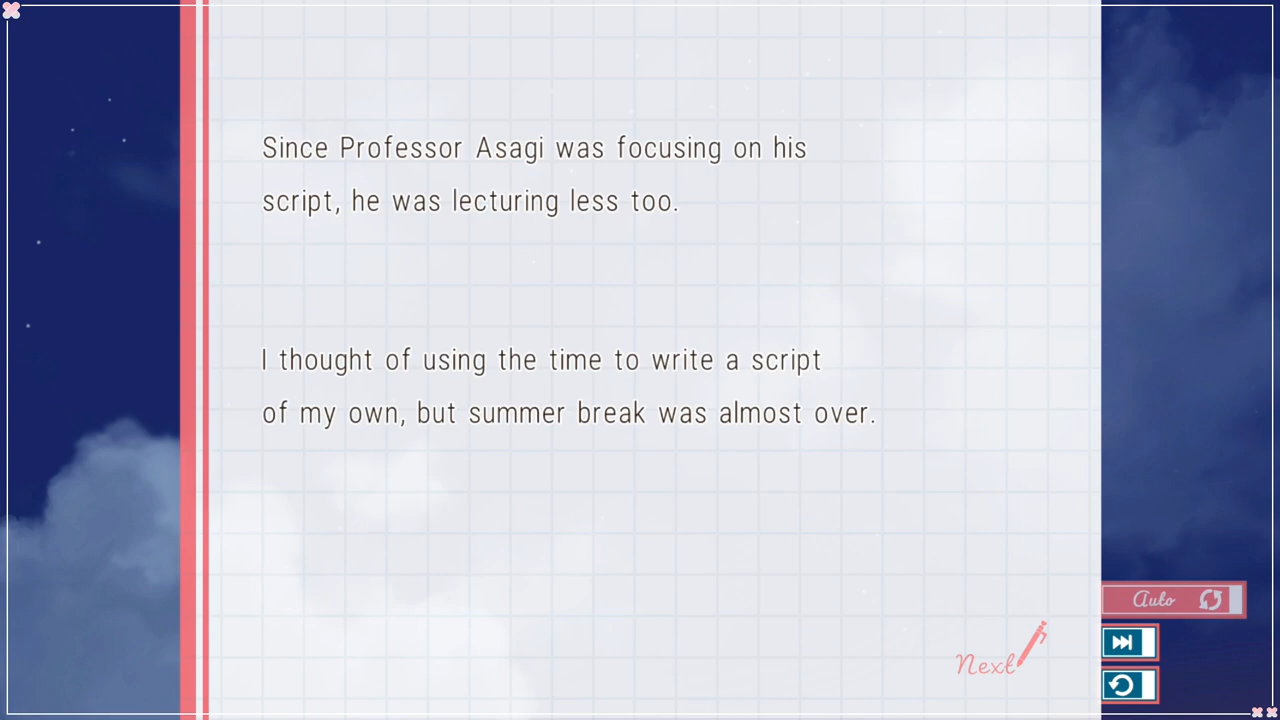 Since Professor Asagi was focusing on his
script, he was lecturing less too.
I thought of using the time to write a script
of my own, but summer break was almost over.
Auto
Next